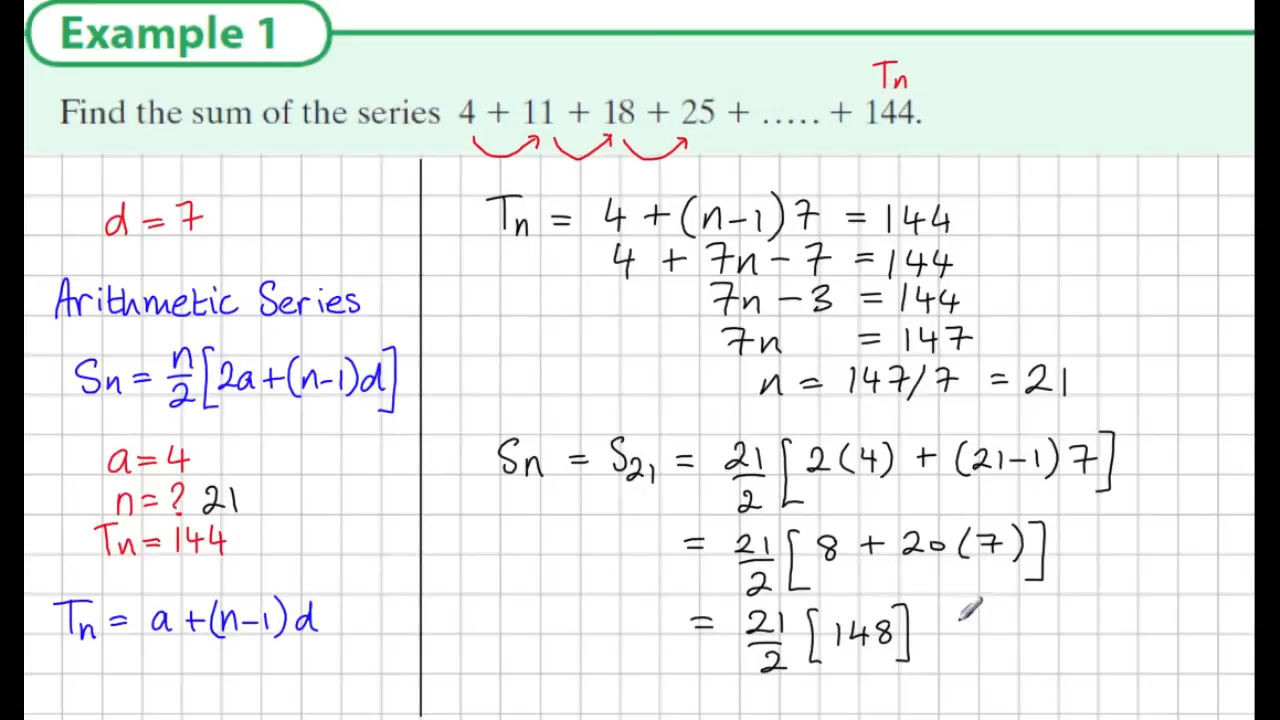 Example 1
Tn
Find the sum of the series 4 + 11 + 18 + 25 + ..... + 144.
d = 7
Arithmetic Series
Sn = n/2 [2a + (n-1)d]
a = 4
n = ? 21
Tn = 144
Tn = a + (n-1)d
Tn = 4 + (n-1)7 = 144
4 + 7n - 7 = 144
7n - 3 = 144
7n = 147
n = 147/7 = 21
Sn = S21 = 21/2 [2(4) + (21-1)7]
= 21/2 [8 + 20(7)]
= 21/2 [148]